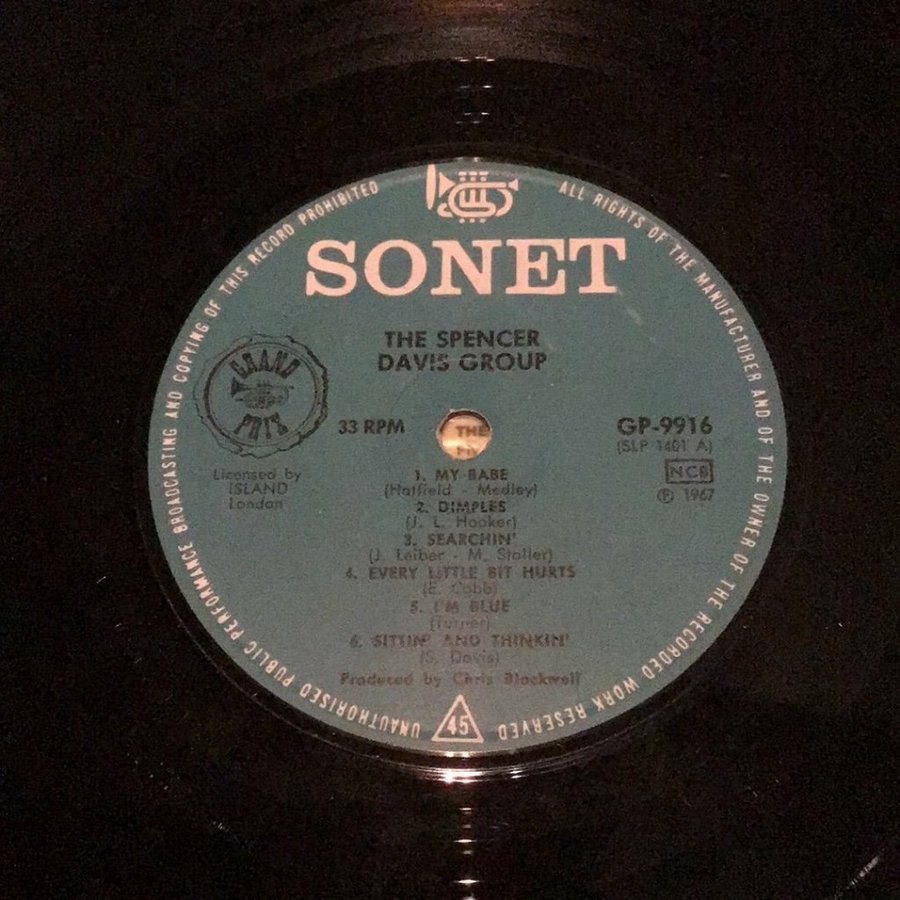 SONET
THE SPENCER
DAVIS GROUP
GRAND
PRIX
33 RPM
GP-9916
(SLP 1401 A)
NCB
Ⓟ 1967
Licensed by
ISLAND
London
THE
1. MY BABE
(Hatfield - Medley)
2. DIMPLES
(J. L. Hooker)
3. SEARCHIN'
(J. Leiber - M. Stoller)
4. EVERY LITTLE BIT HURTS
(E. Cobb)
5. I'M BLUE
(Turner)
6. SITTIN' AND THINKIN'
(S. Davis)
Produced by Chris Blackwell
45
ALL RIGHTS OF THE MANUFACTURER AND OF THE OWNER OF THE RECORDED WORK RESERVED
UNAUTHORISED PUBLIC PERFORMANCE BROADCASTING AND COPYING OF THIS RECORD PROHIBITED